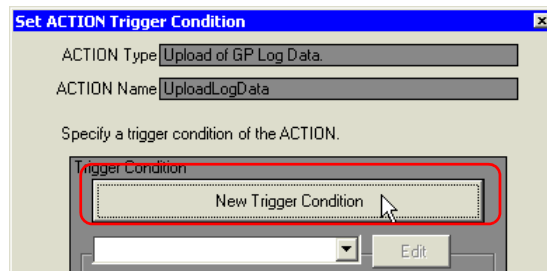 Set ACTION Trigger Condition
ACTION Type Upload of GP Log Data.
ACTION Name UploadLogData
Specify a trigger condition of the ACTION.
Trigger Condition
New Trigger Condition
Edit